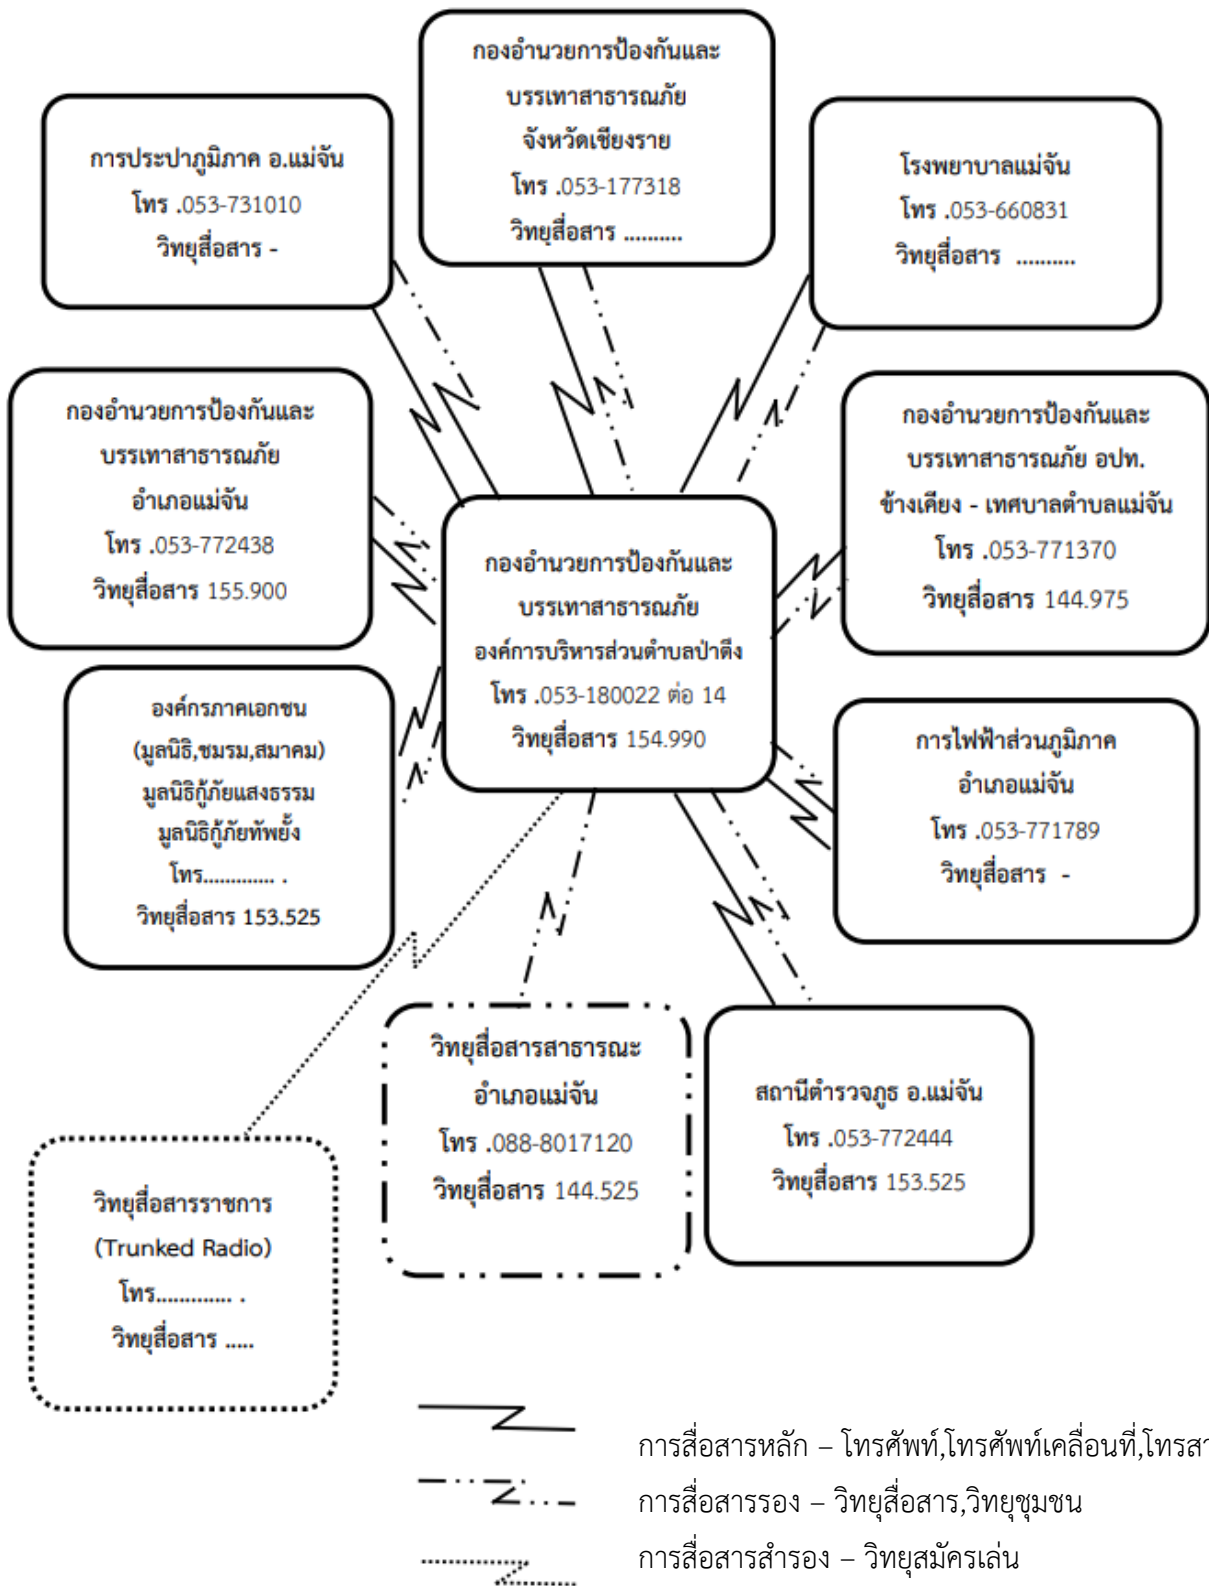 กองอำนวยการป้องกันและ
บรรเทาสาธารณภัย
จังหวัดเชียงราย
โทร .053-177318
วิทยุสื่อสาร ..........
การประปาภูมิภาค อ.แม่จัน
โทร .053-731010
วิทยุสื่อสาร -
โรงพยาบาลแม่จัน
โทร .053-660831
วิทยุสื่อสาร ..........
กองอำนวยการป้องกันและ
บรรเทาสาธารณภัย
อำเภอแม่จัน
โทร .053-772438
วิทยุสื่อสาร 155.900
กองอำนวยการป้องกันและ
บรรเทาสาธารณภัย อปท.
ข้างเคียง - เทศบาลตำบลแม่จัน
โทร .053-771370
วิทยุสื่อสาร 144.975
กองอำนวยการป้องกันและ
บรรเทาสาธารณภัย
องค์การบริหารส่วนตำบลป่าตึง
โทร .053-180022 ต่อ 14
วิทยุสื่อสาร 154.990
องค์กรภาคเอกชน
(มูลนิธิ,ชมรม,สมาคม)
มูลนิธิกู้ภัยแสงธรรม
มูลนิธิกู้ภัยทัพยั้ง
โทร............. .
วิทยุสื่อสาร 153.525
การไฟฟ้าส่วนภูมิภาค
อำเภอแม่จัน
โทร .053-771789
วิทยุสื่อสาร -
วิทยุสื่อสารสาธารณะ
อำเภอแม่จัน
โทร .088-8017120
วิทยุสื่อสาร 144.525
สถานีตำรวจภูธ อ.แม่จัน
โทร .053-772444
วิทยุสื่อสาร 153.525
วิทยุสื่อสารราชการ
(Trunked Radio)
โทร............. .
วิทยุสื่อสาร .....
การสื่อสารหลัก – โทรศัพท์,โทรศัพท์เคลื่อนที่,โทรสา
การสื่อสารรอง – วิทยุสื่อสาร,วิทยุชุมชน
การสื่อสารสำรอง – วิทยุสมัครเล่น